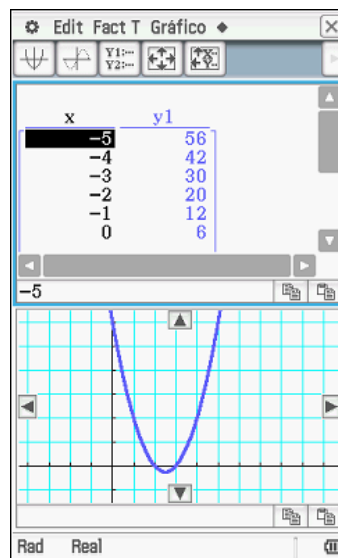 Edit Fact T Gráfico
Y1:...
Y2:...
x y1
-5 56
-4 42
-3 30
-2 20
-1 12
0 6
-5
Rad Real